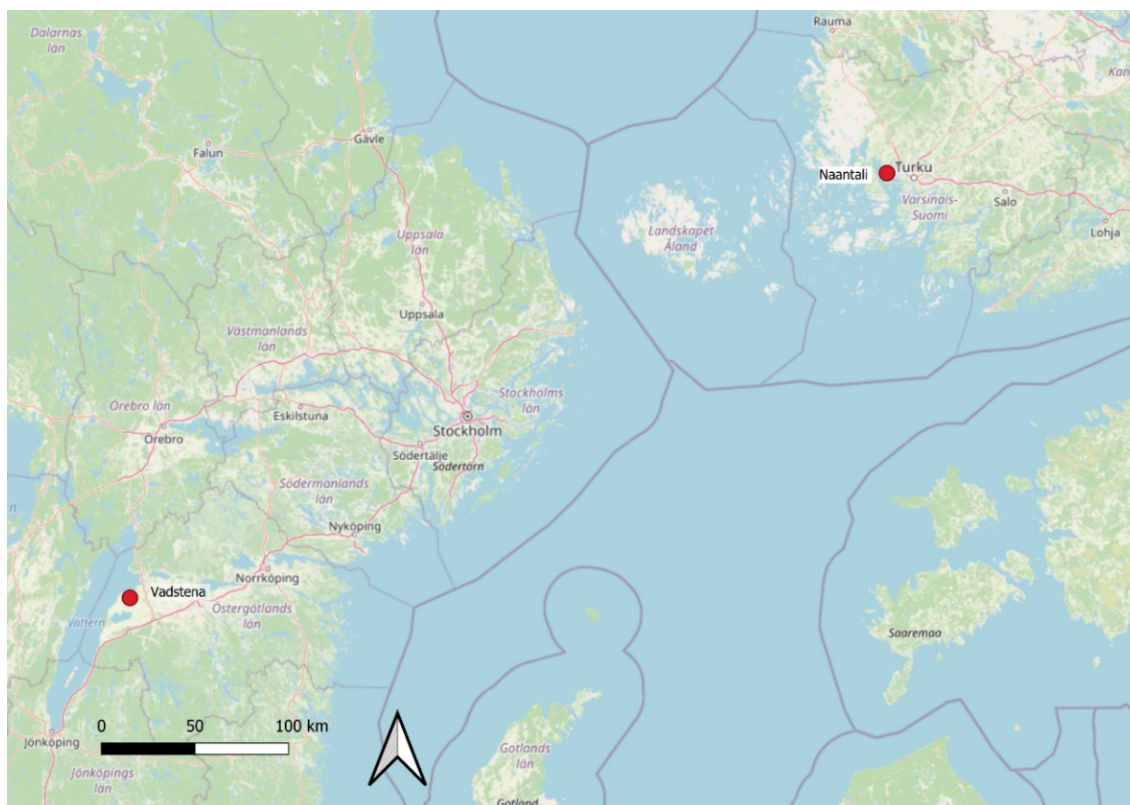 Dalarnas
län
Rauma
Kan
Gävle
Falun
Naantali
Turku
Varsinais-
Suomi
Salo
Lohja
Uppsala
län
Landskapet
Åland
Uppsala
Västmanlands
län
Stockholms
län
Örebro län
Eskilstuna
Örebro
Stockholm
Södertälje
Södertörn
Södermanlands
län
Nyköping
n
Norrköping
Vadstena
Östergötlands
län
Vättern
Saaremaa
0 50 100 km
Jönköping
Jönköpings
län
Gotlands
län
Gotland